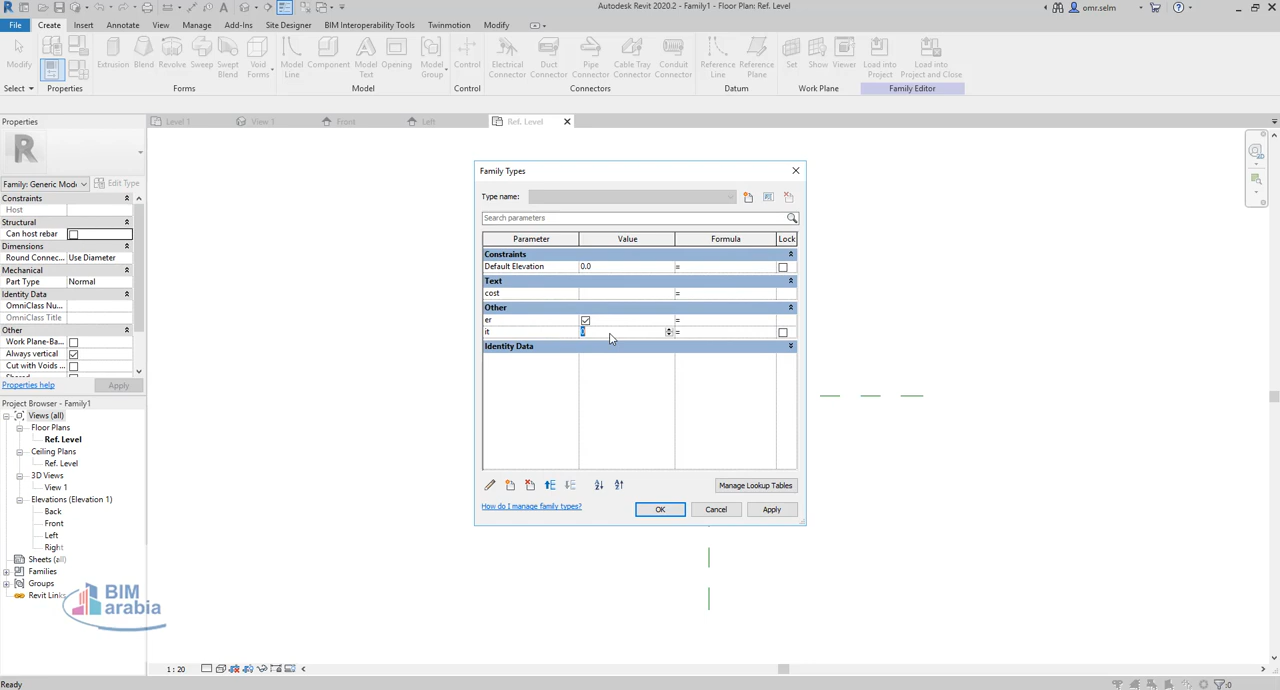 Autodesk Revit 2020.2 - Family1 - Floor Plan: Ref. Level
omr.selm
File Create Insert Annotate View Manage Add-Ins Site Designer BIM Interoperability Tools Twinmotion Modify
Modify Extrusion Blend Revolve Sweep Swept Blend Void Forms Model Line Component Model Text Opening Model Group Control Electrical Connector Duct Connector Pipe Connector Cable Tray Connector Conduit Connector Reference Line Reference Plane Set Show Viewer Load into Project Load into Project and Close
Select Properties Forms Model Control Connectors Datum Work Plane Family Editor
Properties
Level 1 View 1 Front Left Ref. Level
Family: Generic Mode Edit Type
Constraints
Host
Structural
Can host rebar
Dimensions
Round Connec... Use Diameter
Mechanical
Part Type Normal
Identity Data
OmniClass Nu...
OmniClass Title
Other
Work Plane-Ba...
Always vertical
Cut with Voids ...
Properties help Apply
Project Browser - Family1
Views (all)
Floor Plans
Ref. Level
Ceiling Plans
Ref. Level
3D Views
View 1
Elevations (Elevation 1)
Back
Front
Left
Right
Sheets (all)
Families
Groups
Revit Links
BIM
arabia
Family Types
Type name:
Search parameters
Parameter Value Formula Lock
Constraints
Default Elevation 0.0 =
Text
cost =
Other
er =
it 0 =
Identity Data
Manage Lookup Tables
How do I manage family types? OK Cancel Apply
1 : 20
Ready :0